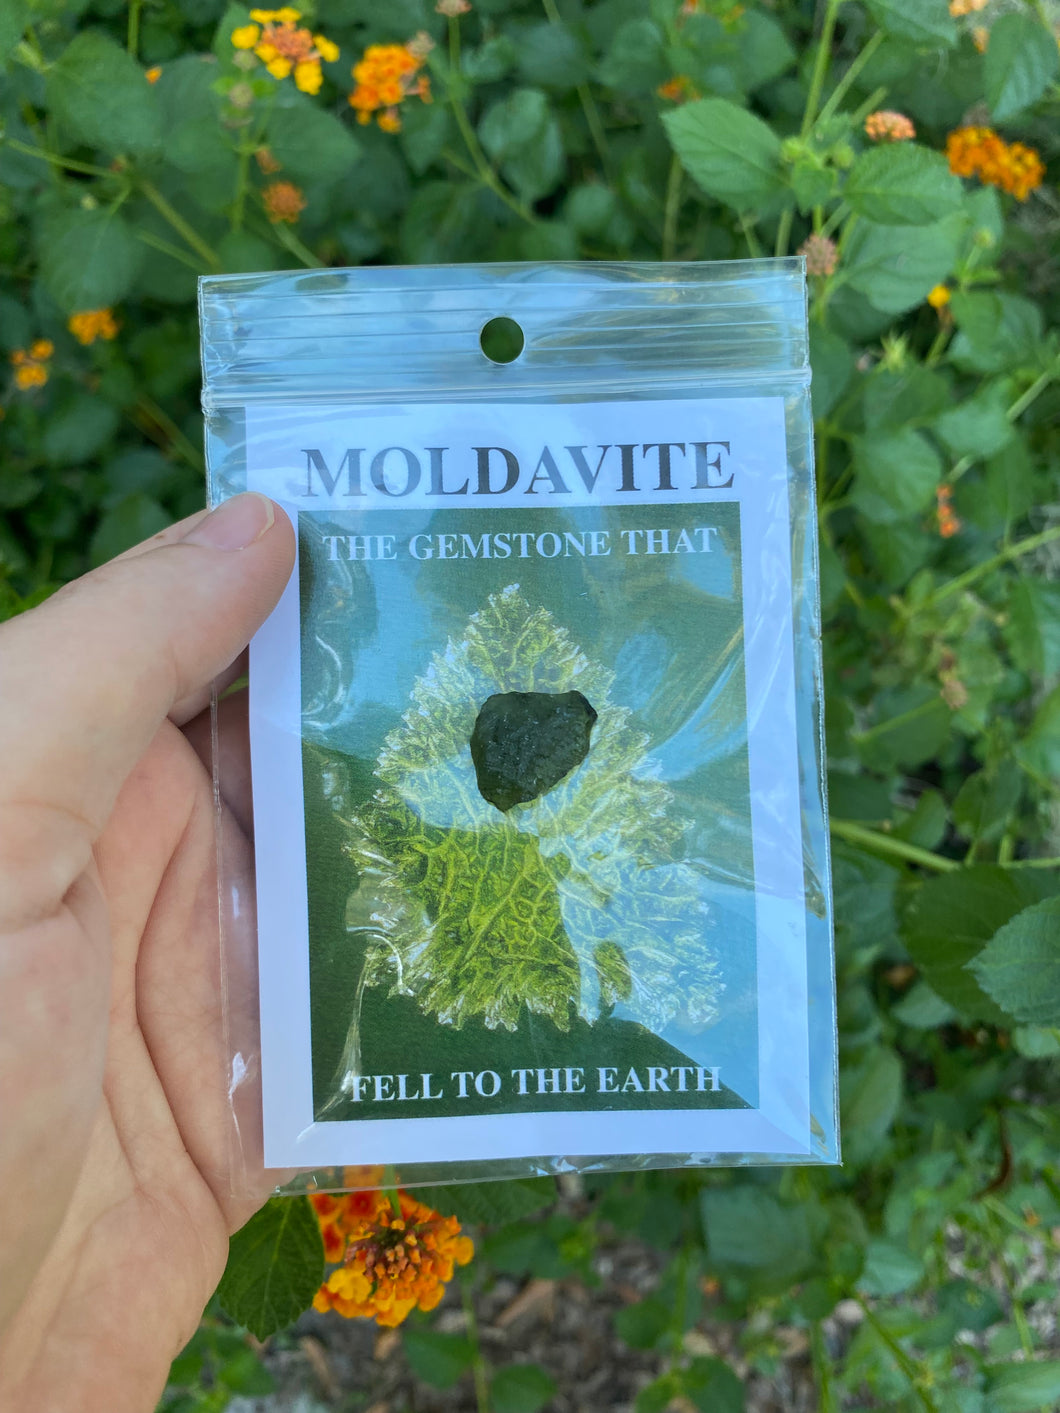 MOLDAVITE
THE GEMSTONE THAT
FELL TO THE EARTH